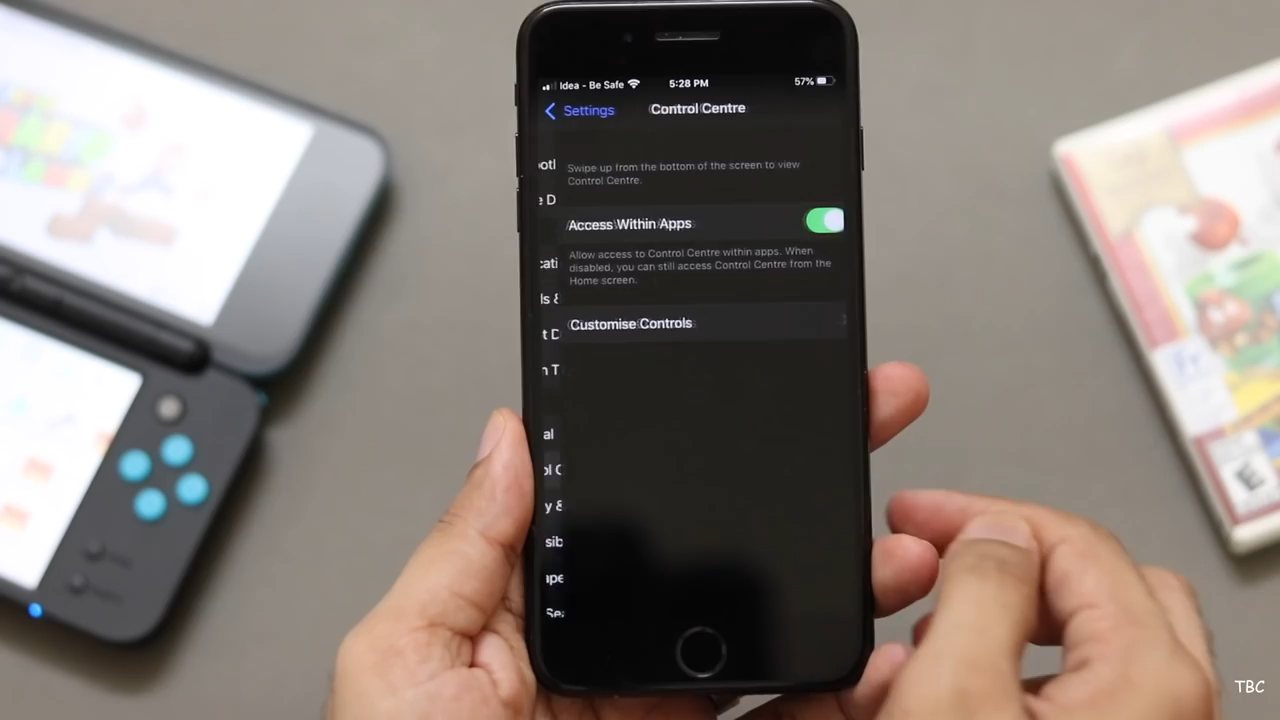 Idea - Be Safe 5:28 PM 57%
Settings Control Centre
Swipe up from the bottom of the screen to view
Control Centre.
Access Within Apps
Allow access to Control Centre within apps. When
disabled, you can still access Control Centre from the
Home screen.
Customise Controls
E
TBC